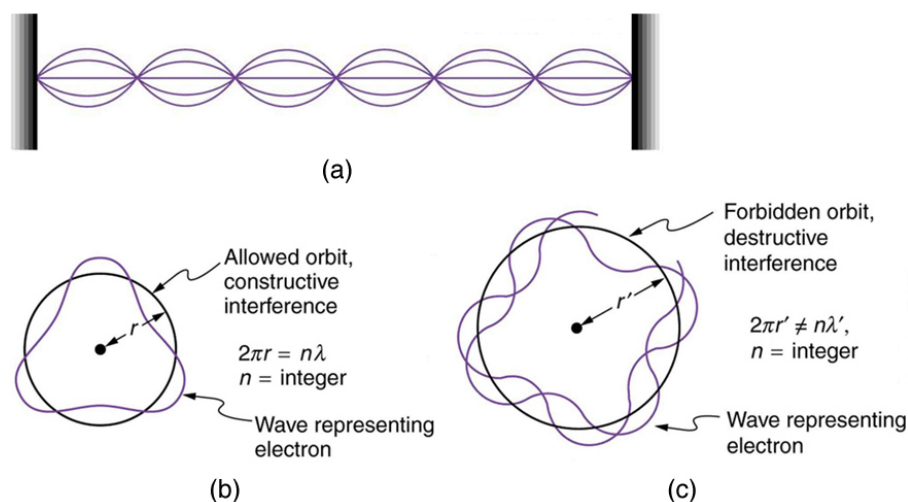 (a)
Allowed orbit,
constructive
interference
r
2πr = nλ
n = integer
Wave representing
electron
(b)
Forbidden orbit,
destructive
interference
r′
2πr′ ≠ nλ′,
n = integer
Wave representing
electron
(c)